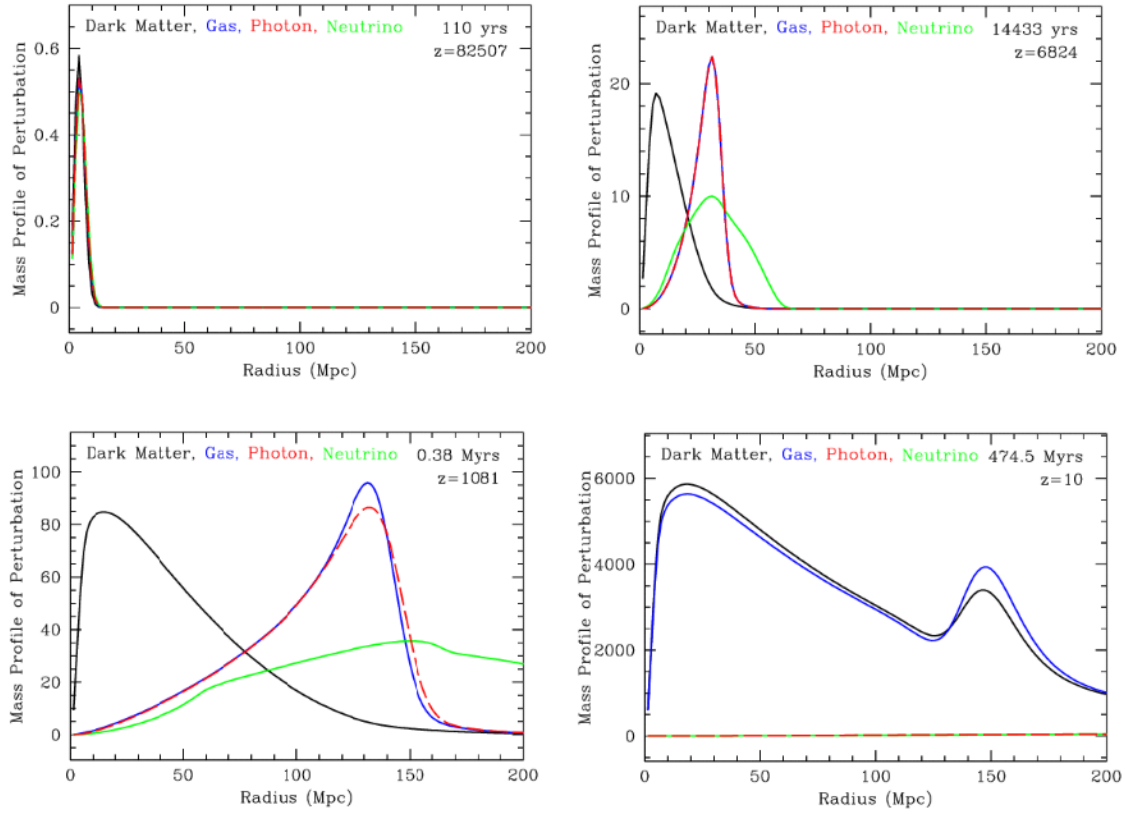 Dark Matter, Gas, Photon, Neutrino 110 yrs
z=82507
Mass Profile of Perturbation
0.6
0.4
0.2
0
0 50 100 150 200
Radius (Mpc)
Dark Matter, Gas, Photon, Neutrino 14433 yrs
z=6824
Mass Profile of Perturbation
20
10
0
0 50 100 150 200
Radius (Mpc)
Dark Matter, Gas, Photon, Neutrino 0.38 Myrs
z=1081
Mass Profile of Perturbation
100
80
60
40
20
0
0 50 100 150 200
Radius (Mpc)
Dark Matter, Gas, Photon, Neutrino 474.5 Myrs
z=10
Mass Profile of Perturbation
6000
4000
2000
0
0 50 100 150 200
Radius (Mpc)